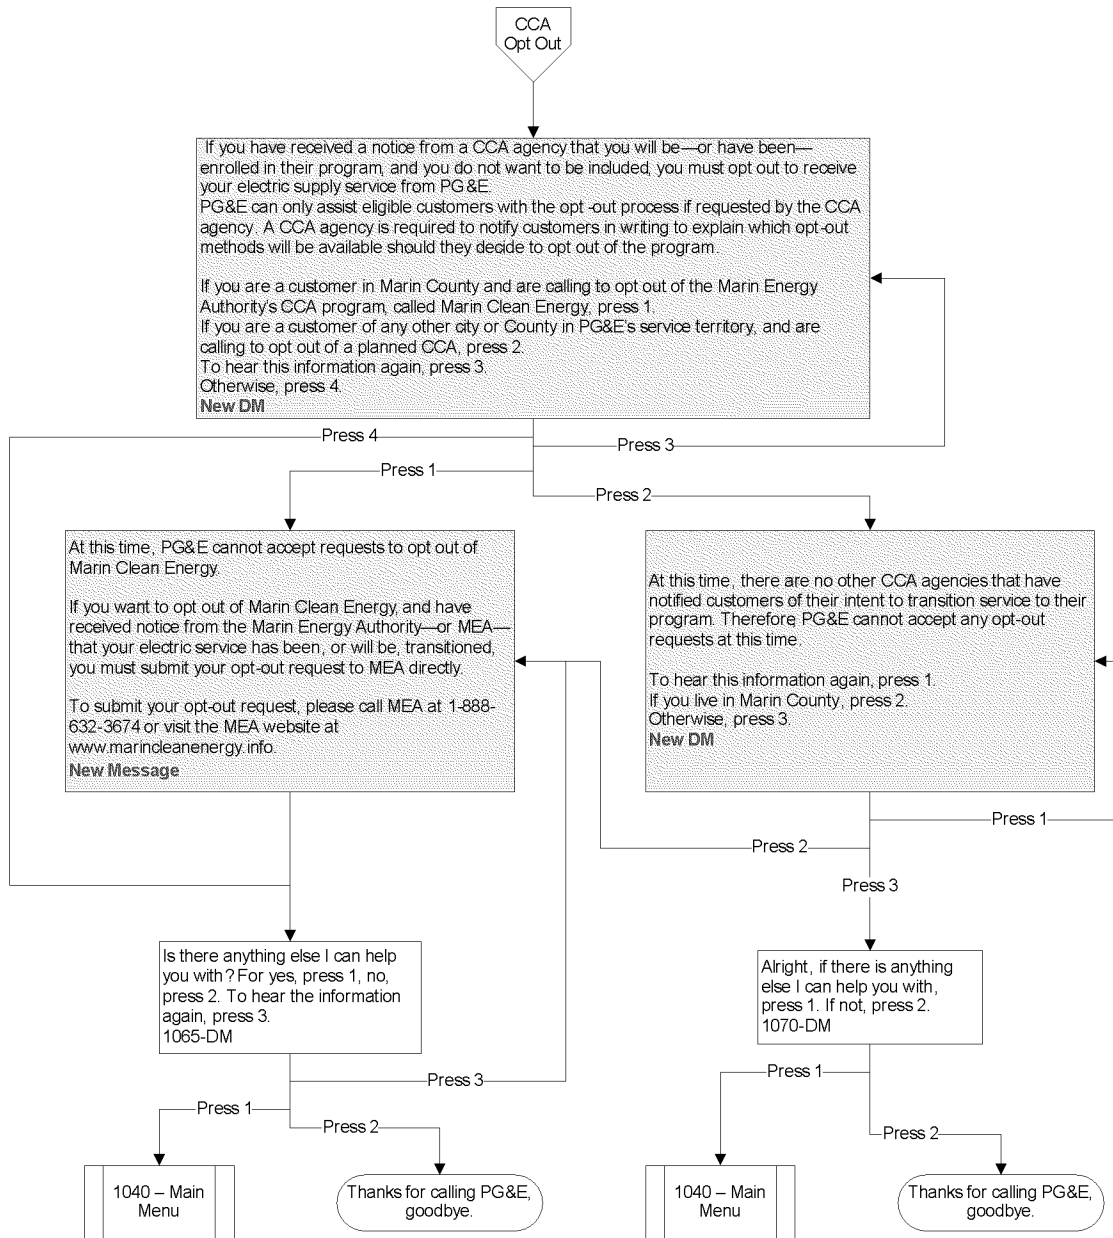 CCA
Opt Out
If you have received a notice from a CCA agency that you will be—or have been—
enrolled in their program, and you do not want to be included, you must opt out to receive
your electric supply service from PG&E.
PG&E can only assist eligible customers with the opt -out process if requested by the CCA
agency. A CCA agency is required to notify customers in writing to explain which opt-out
methods will be available should they decide to opt out of the program.
If you are a customer in Marin County and are calling to opt out of the Marin Energy
Authority's CCA program, called Marin Clean Energy, press 1.
If you are a customer of any other city or County in PG&E's service territory, and are
calling to opt out of a planned CCA, press 2.
To hear this information again, press 3.
Otherwise, press 4.
New DM
Press 4
Press 3
Press 1
Press 2
At this time, PG&E cannot accept requests to opt out of
Marin Clean Energy.
If you want to opt out of Marin Clean Energy, and have
received notice from the Marin Energy Authority—or MEA—
that your electric service has been, or will be, transitioned,
you must submit your opt-out request to MEA directly.
To submit your opt-out request, please call MEA at 1-888-
632-3674 or visit the MEA website at
www.marincleanenergy.info.
New Message
At this time, there are no other CCA agencies that have
notified customers of their intent to transition service to their
program. Therefore, PG&E cannot accept any opt-out
requests at this time.
To hear this information again, press 1.
If you live in Marin County, press 2.
Otherwise, press 3.
New DM
Press 1
Press 2
Press 3
Is there anything else I can help
you with? For yes, press 1, no,
press 2. To hear the information
again, press 3.
1065-DM
Alright, if there is anything
else I can help you with,
press 1. If not, press 2.
1070-DM
Press 3
Press 1
Press 2
Press 1
Press 2
1040 – Main
Menu
Thanks for calling PG&E,
goodbye.
1040 – Main
Menu
Thanks for calling PG&E,
goodbye.